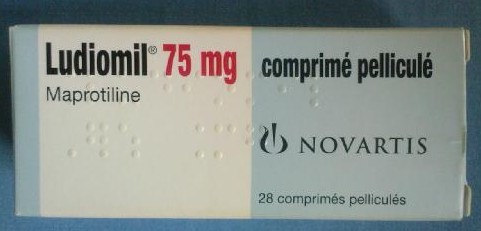 Ludiomil® 75 mg comprimé pelliculé
Maprotiline
NOVARTIS
28 comprimés pelliculés